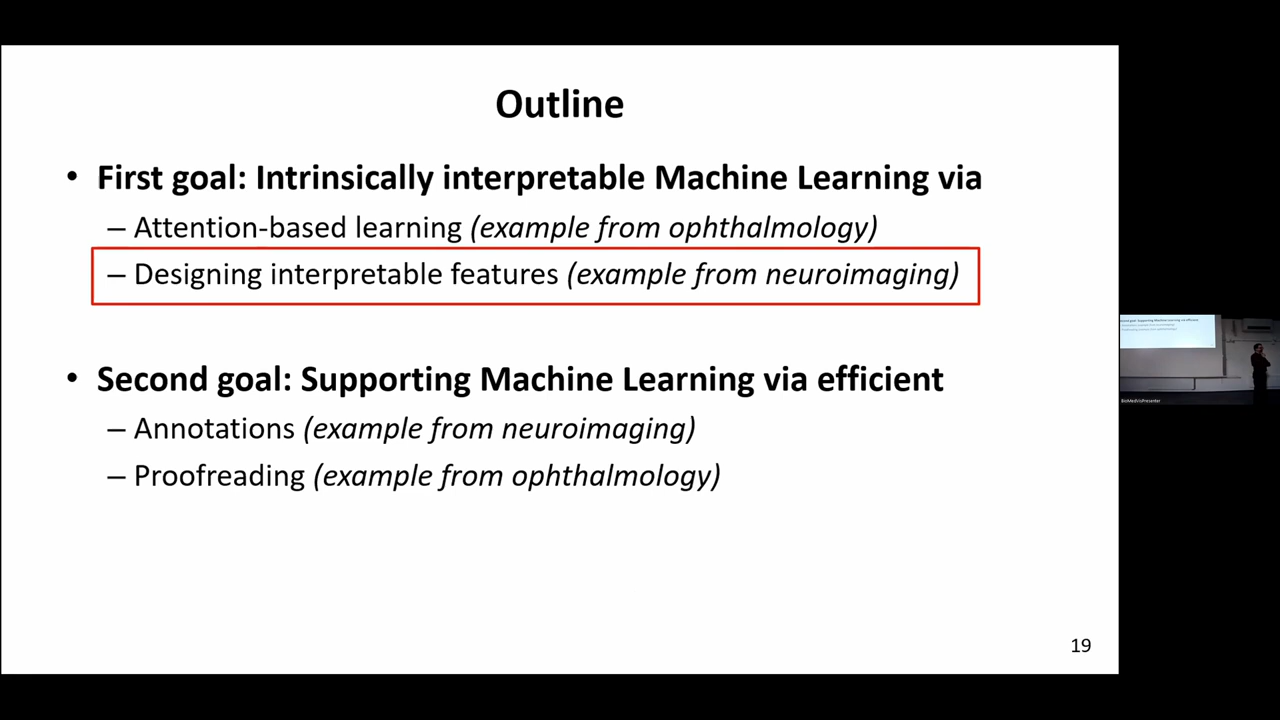 Outline
• First goal: Intrinsically interpretable Machine Learning via
– Attention-based learning (example from ophthalmology)
– Designing interpretable features (example from neuroimaging)
• Second goal: Supporting Machine Learning via efficient
– Annotations (example from neuroimaging)
– Proofreading (example from ophthalmology)
19
BioMedVisPresenter